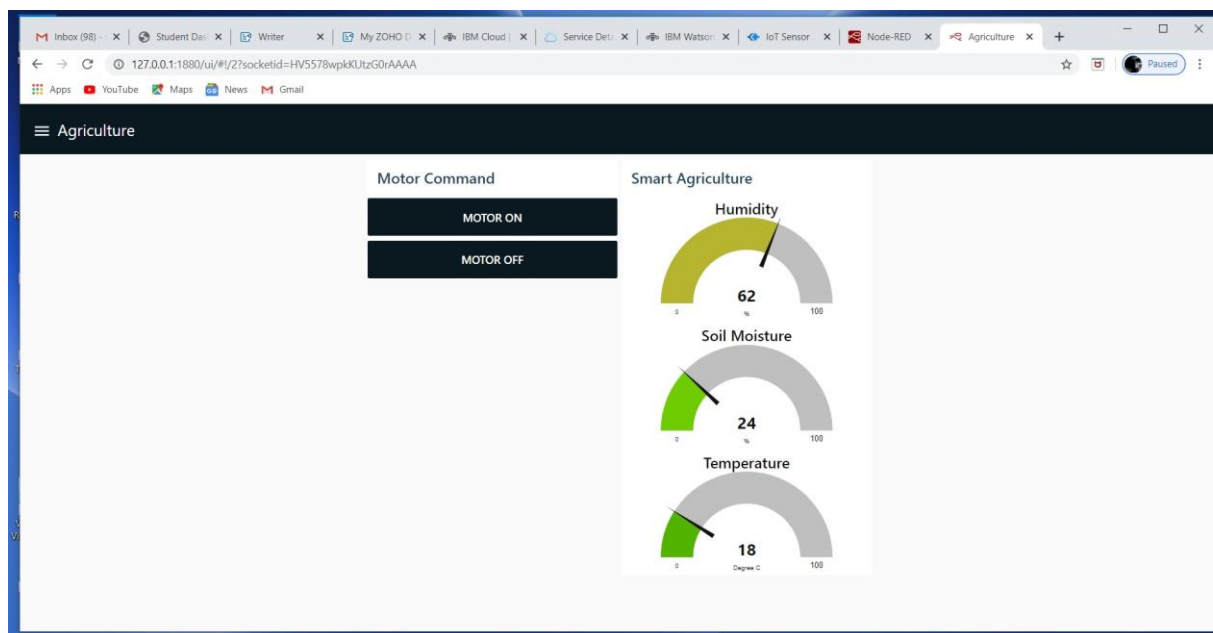 Inbox (98) -
Student Das
Writer
My ZOHO D
IBM Cloud |
Service Deta
IBM Watson
IoT Sensor
Node-RED
Agriculture
127.0.0.1:1880/ui/#!/2?socketid=HV5578wpkKUtzG0rAAAA
Paused
Apps YouTube Maps News Gmail
Agriculture
Motor Command
MOTOR ON
MOTOR OFF
Smart Agriculture
Humidity
62
%
0 100
Soil Moisture
24
%
0 100
Temperature
18
Degree C
0 100